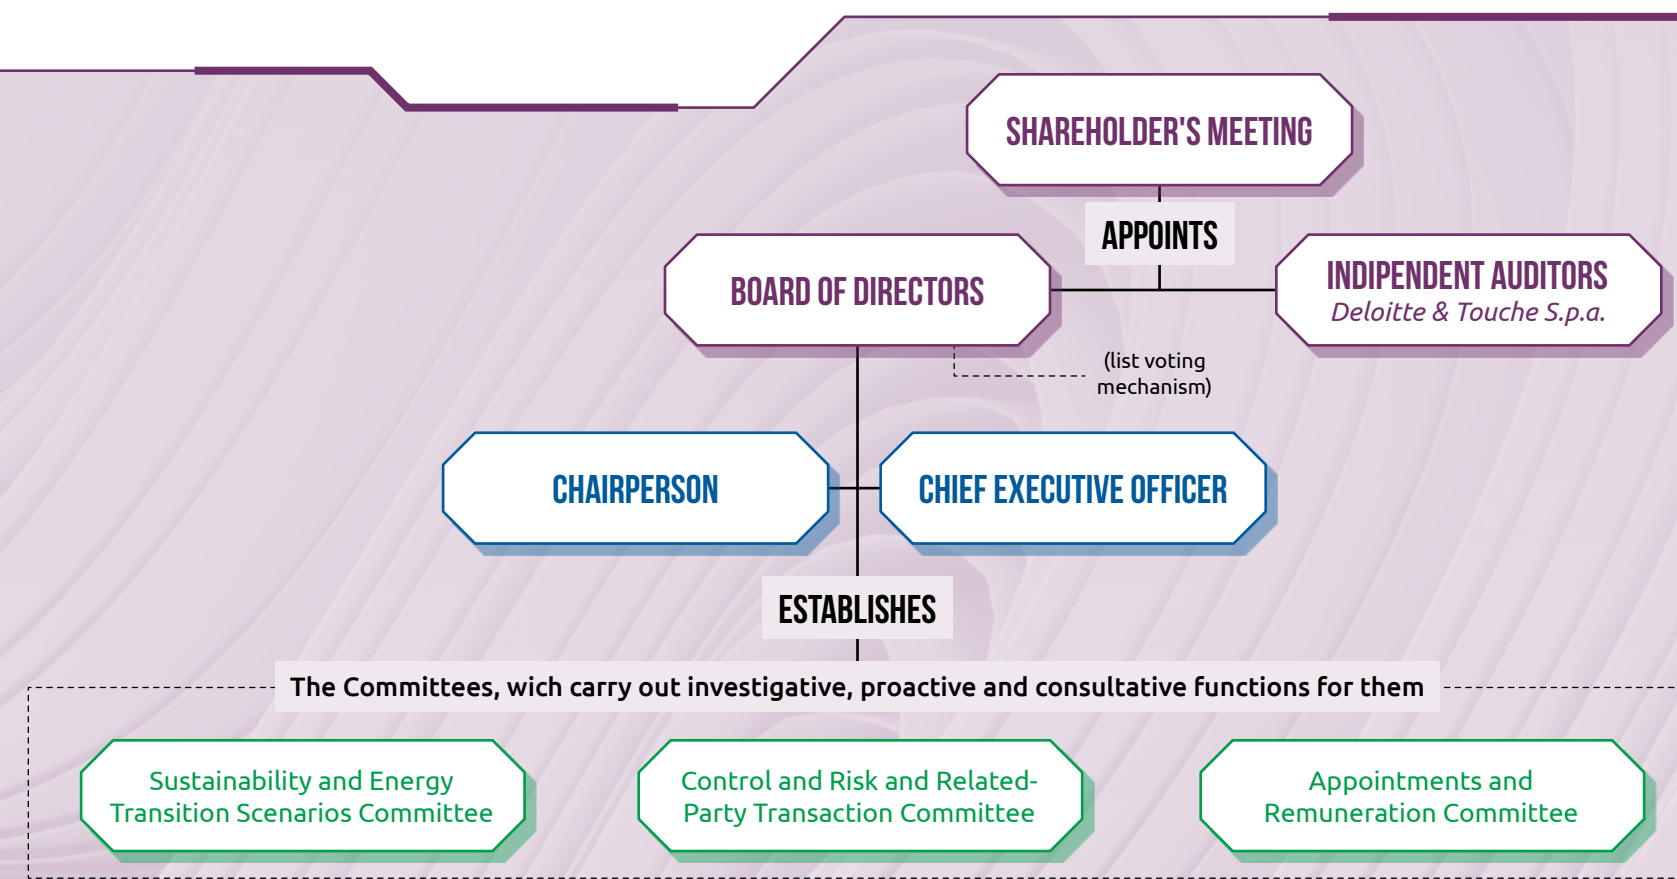 SHAREHOLDER'S MEETING
APPOINTS
BOARD OF DIRECTORS
INDIPENDENT AUDITORS
Deloitte & Touche S.p.a.
(list voting
mechanism)
CHAIRPERSON
CHIEF EXECUTIVE OFFICER
ESTABLISHES
The Committees, wich carry out investigative, proactive and consultative functions for them
Sustainability and Energy
Transition Scenarios Committee
Control and Risk and Related-
Party Transaction Committee
Appointments and
Remuneration Committee